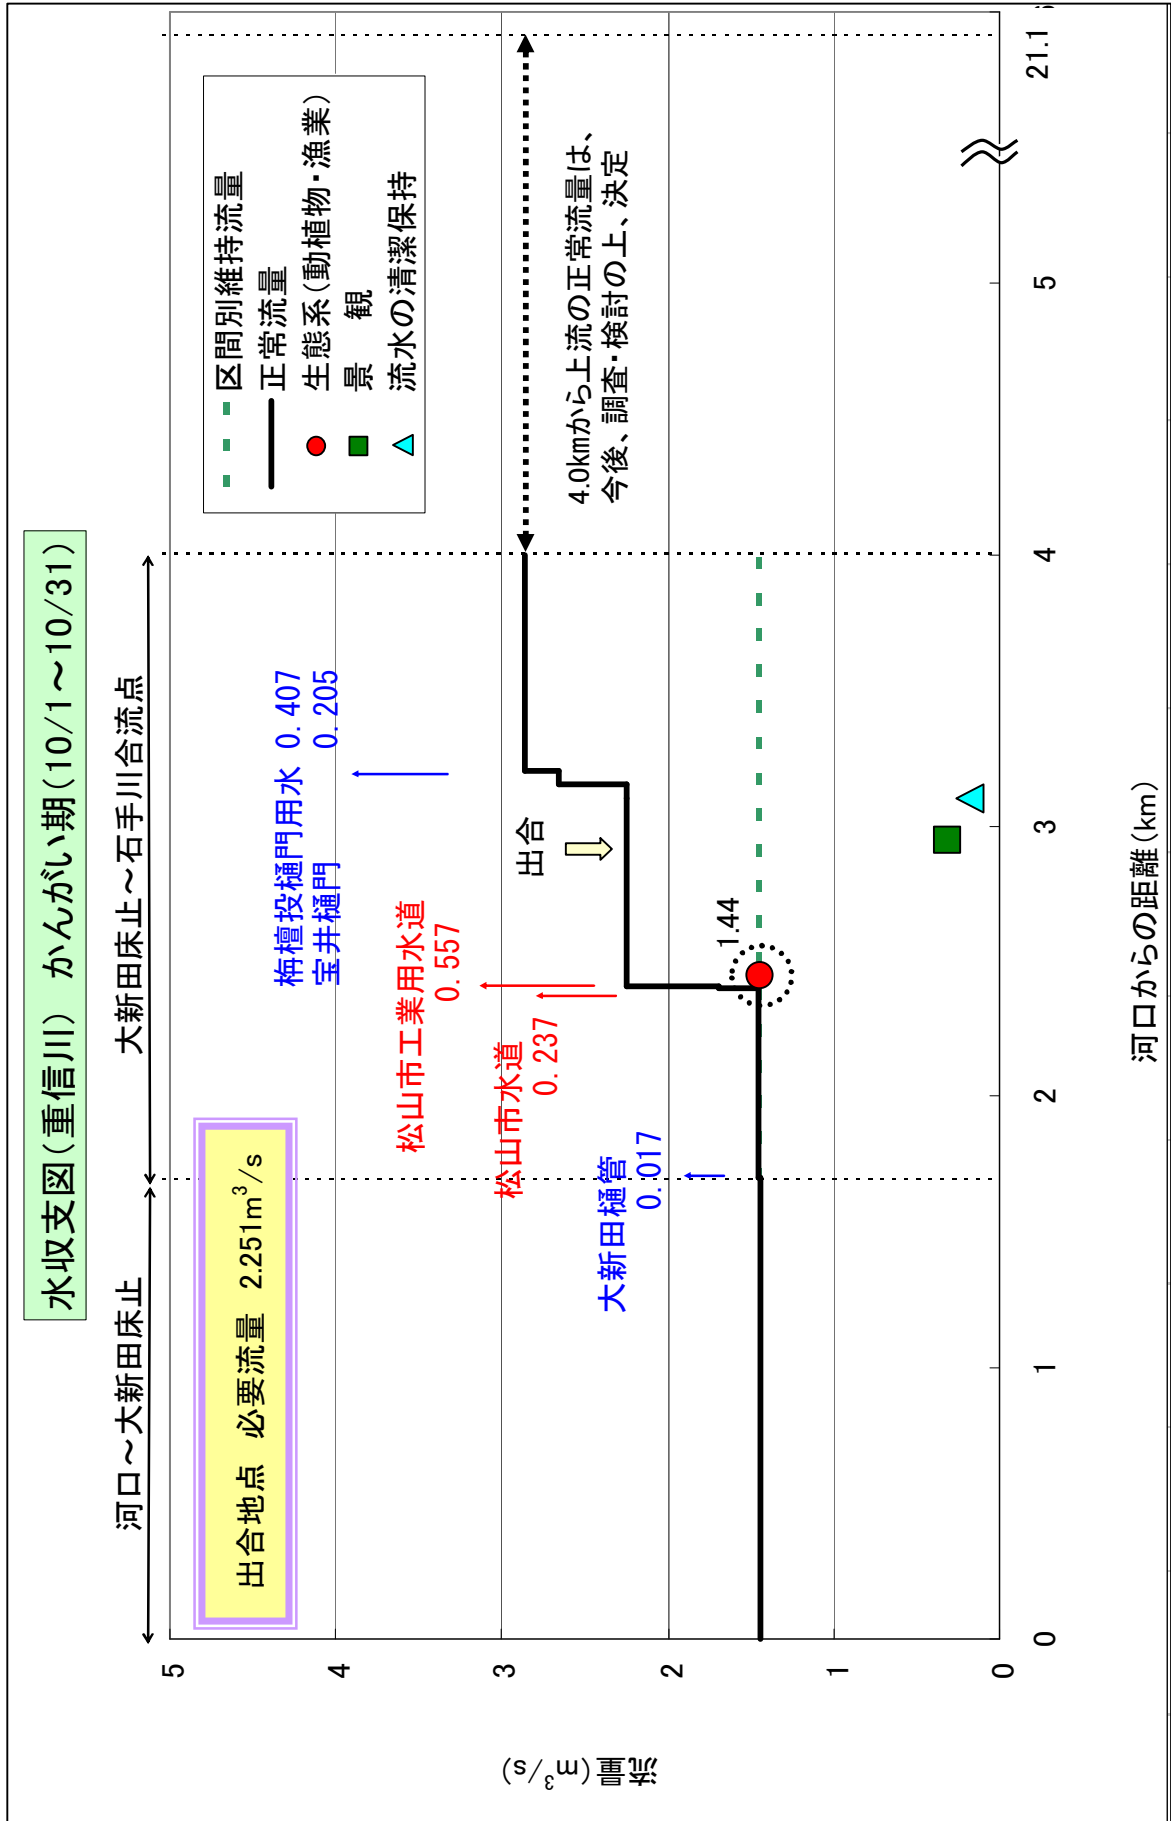 水収支図(重信川) かんがい期(10/1～10/31)
河口～大新田床止
大新田床止～石手川合流点
出合地点 必要流量 2.251m³/s
区間別維持流量
正常流量
生態系(動植物・漁業)
景 観
流水の清潔保持
栴檀投樋門用水 0.407
宝井樋門 0.205
松山市工業用水道
0.557
松山市水道
0.237
大新田樋管
0.017
出合
1.44
4.0kmから上流の正常流量は、
今後、調査・検討の上、決定
流量(m³/s)
5
4
3
2
1
0
0
1
2
3
4
5
21.1
河口からの距離(km)